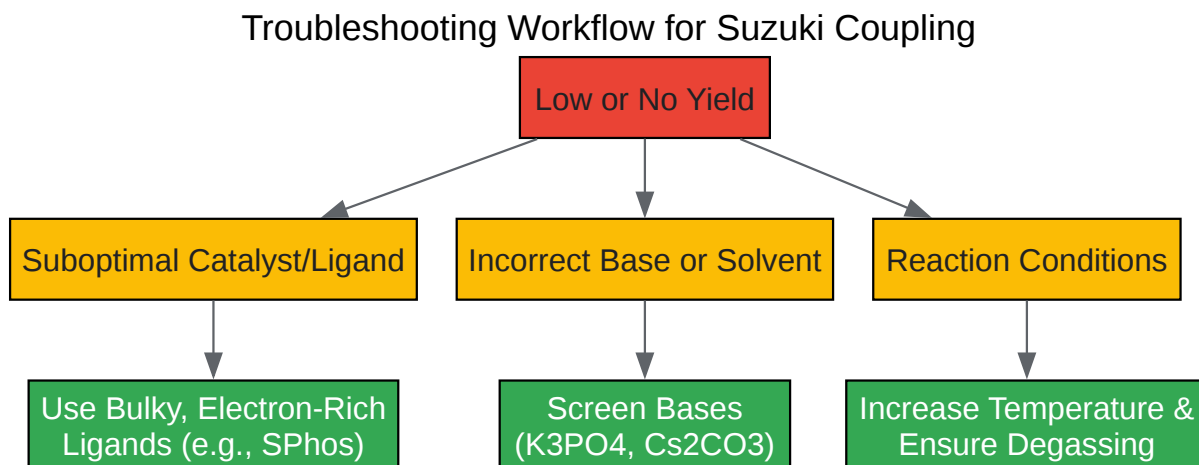 Troubleshooting Workflow for Suzuki Coupling
Low or No Yield
Suboptimal Catalyst/Ligand
Incorrect Base or Solvent
Reaction Conditions
Use Bulky, Electron-Rich
Ligands (e.g., SPhos)
Screen Bases
(K3PO4, Cs2CO3)
Increase Temperature &
Ensure Degassing